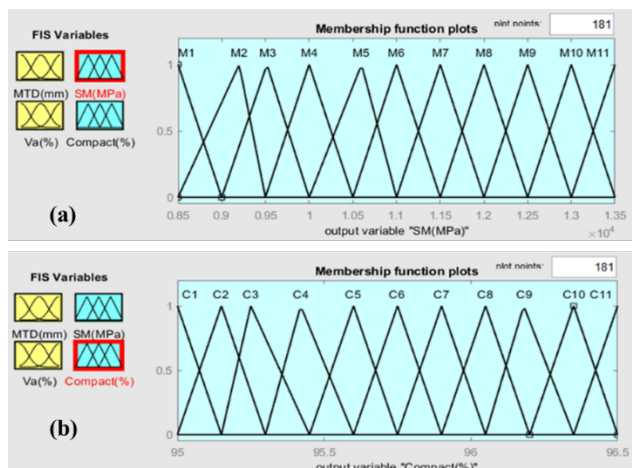 FIS Variables
MTD(mm) SM(MPa)
Va(%) Compact(%)
(a)
Membership function plots plot points: 181
M1 M2 M3 M4 M5 M6 M7 M8 M9 M10 M11
1
0.5
0
0.85 0.9 0.95 1 1.05 1.1 1.15 1.2 1.25 1.3 1.35
output variable "SM(MPa)" ×10⁴
FIS Variables
MTD(mm) SM(MPa)
Va(%) Compact(%)
(b)
Membership function plots plot points: 181
C1 C2 C3 C4 C5 C6 C7 C8 C9 C10 C11
1
0.5
0
95 95.5 96 96.5
output variable "Compact(%)"